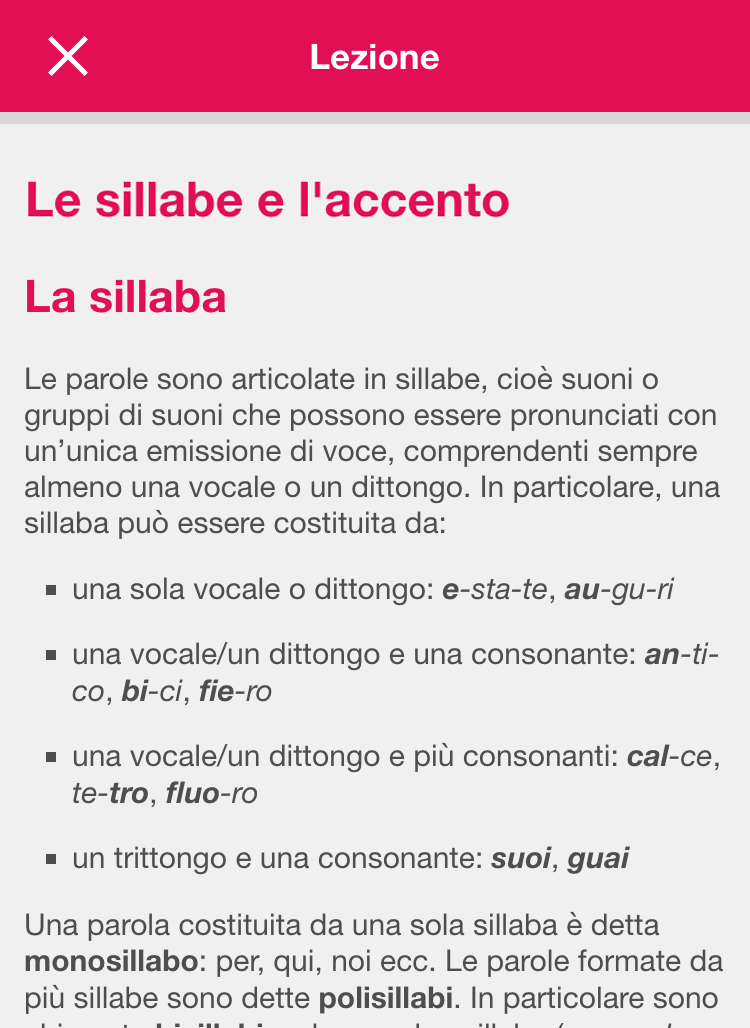 Lezione
Le sillabe e l'accento
La sillaba
Le parole sono articolate in sillabe, cioè suoni o
gruppi di suoni che possono essere pronunciati con
un’unica emissione di voce, comprendenti sempre
almeno una vocale o un dittongo. In particolare, una
sillaba può essere costituita da:
▪ una sola vocale o dittongo: e-sta-te, au-gu-ri
▪ una vocale/un dittongo e una consonante: an-ti-
co, bi-ci, fie-ro
▪ una vocale/un dittongo e più consonanti: cal-ce,
te-tro, fluo-ro
▪ un trittongo e una consonante: suoi, guai
Una parola costituita da una sola sillaba è detta
monosillabo: per, qui, noi ecc. Le parole formate da
più sillabe sono dette polisillabi. In particolare sono